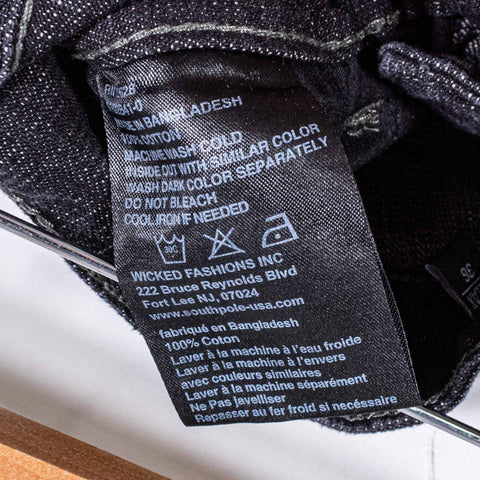 MADE IN BANGLADESH
100% COTTON
MACHINE WASH COLD
INSIDE OUT WITH SIMILAR COLOR
WASH DARK COLOR SEPARATELY
DO NOT BLEACH
COOL IRON IF NEEDED
30C
WICKED FASHIONS INC
222 Bruce Reynolds Blvd
Fort Lee NJ, 07024
www.southpole-usa.com
fabriqué en Bangladesh
100% Coton
Laver à la machine à l'eau froide
Laver à la machine à l'envers
avec couleurs similaires
Laver à la machine séparément
Ne Pas javelliser
Repasser au fer froid si nécessaire
36